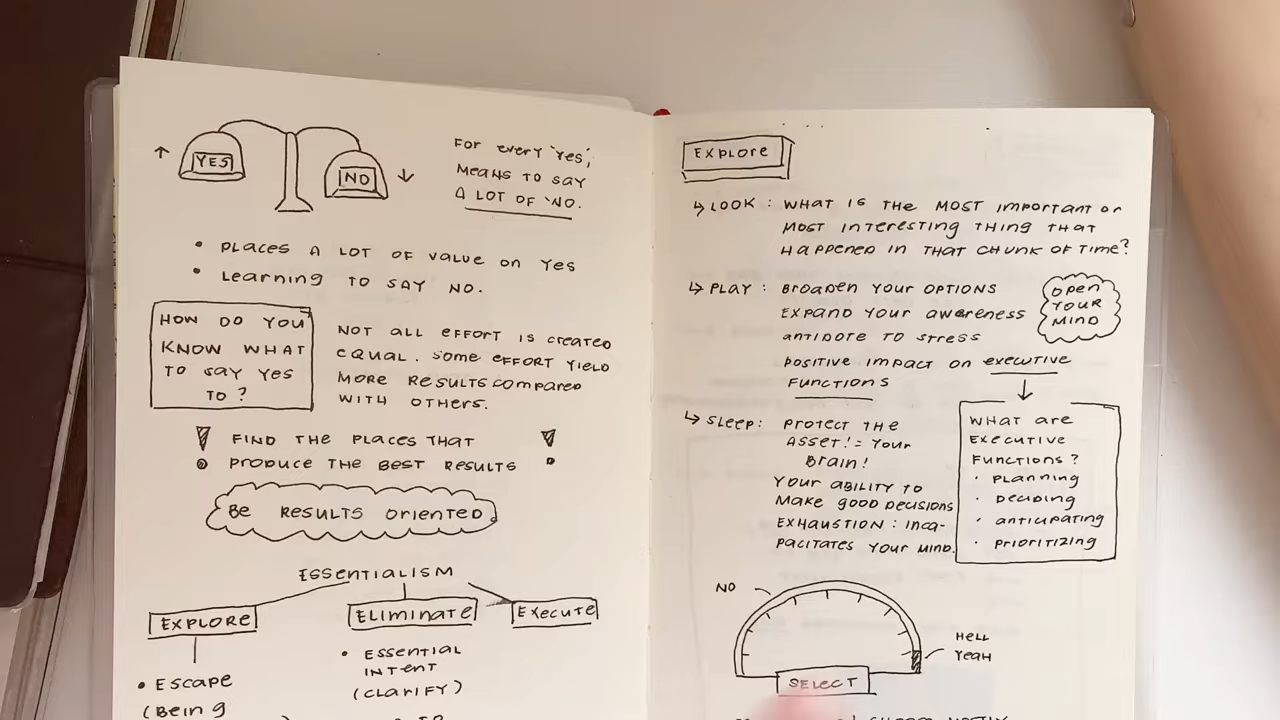 YES
NO
FOR EVERY 'YES',
MEANS TO SAY
A LOT OF 'NO.
• PLACES A LOT OF VALUE ON YES
• LEARNING TO SAY NO.
HOW DO YOU
KNOW WHAT
TO SAY YES
TO?
NOT ALL EFFORT IS CREATED
EQUAL. SOME EFFORT YIELD
MORE RESULTS COMPARED
WITH OTHERS.
FIND THE PLACES THAT
PRODUCE THE BEST RESULTS
BE RESULTS ORIENTED
ESSENTIALISM
EXPLORE
ELIMINATE
EXECUTE
• ESCAPE
(BEING
• ESSENTIAL
INTENT
(CLARIFY)
EXPLORE
↳ LOOK: WHAT IS THE MOST IMPORTANT OR
MOST INTERESTING THING THAT
HAPPENED IN THAT CHUNK OF TIME?
↳ PLAY: BROADEN YOUR OPTIONS
EXPAND YOUR AWARENESS
ANTIDOTE TO STRESS
POSITIVE IMPACT ON EXECUTIVE
FUNCTIONS
OPEN
YOUR
MIND
↳ SLEEP: PROTECT THE
ASSET! = YOUR
BRAIN!
YOUR ABILITY TO
MAKE GOOD DECISIONS
EXHAUSTION: INCA-
PACITATES YOUR MIND.
WHAT ARE
EXECUTIVE
FUNCTIONS?
• PLANNING
• DECIDING
• ANTICIPATING
• PRIORITIZING
NO
HELL
YEAH
SELECT